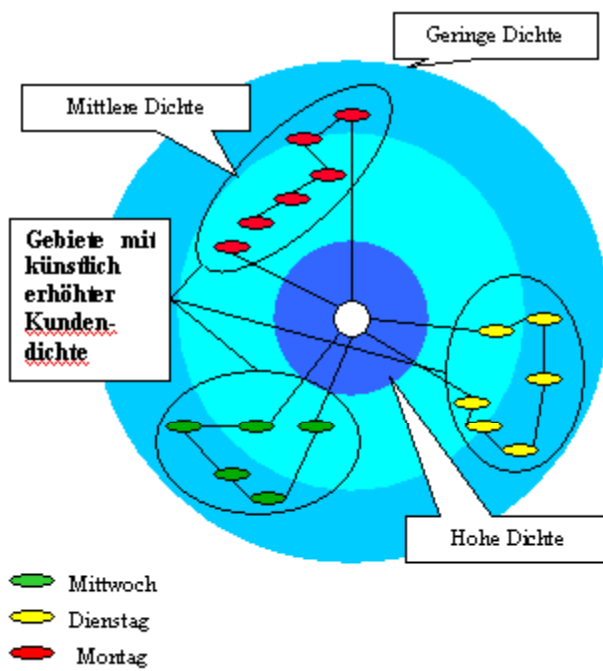 Geringe Dichte
Mittlere Dichte
Gebiete mit
künstlich
erhöhter
Kunden-
dichte
Hohe Dichte
Mittwoch
Dienstag
Montag